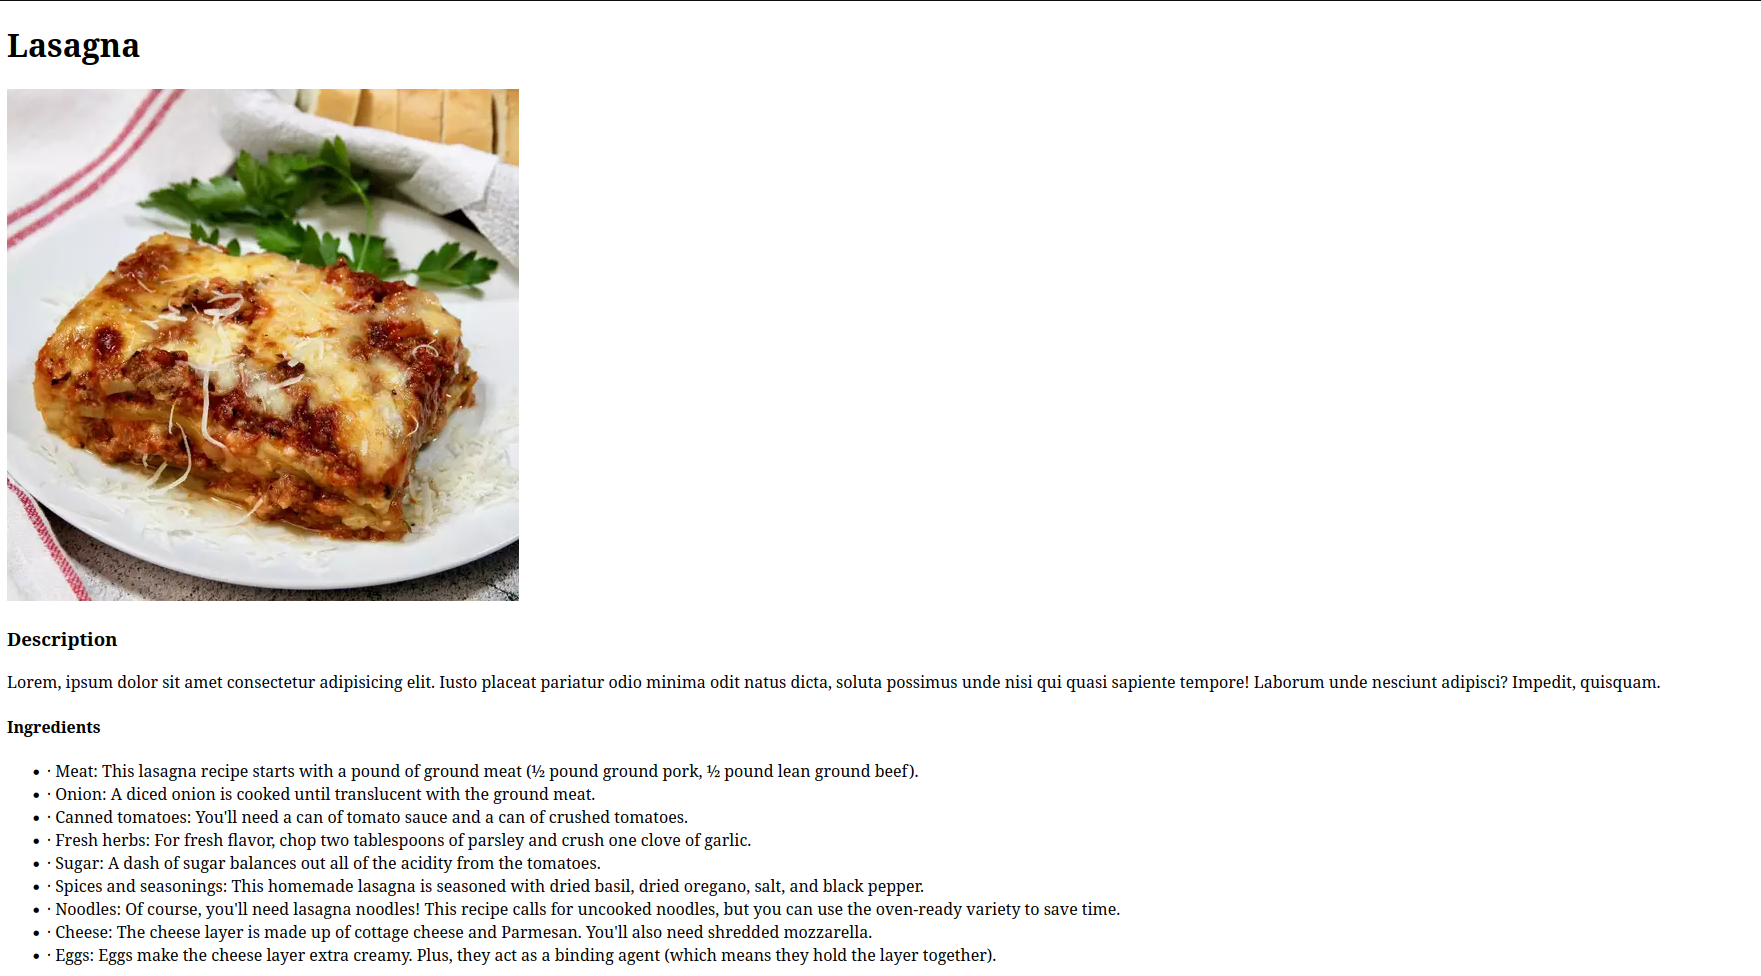 Lasagna
Description
Lorem, ipsum dolor sit amet consectetur adipisicing elit. Iusto placeat pariatur odio minima odit natus dicta, soluta possimus unde nisi qui quasi sapiente tempore! Laborum unde nesciunt adipisci? Impedit, quisquam.
Ingredients
• · Meat: This lasagna recipe starts with a pound of ground meat (½ pound ground pork, ½ pound lean ground beef).
• · Onion: A diced onion is cooked until translucent with the ground meat.
• · Canned tomatoes: You'll need a can of tomato sauce and a can of crushed tomatoes.
• · Fresh herbs: For fresh flavor, chop two tablespoons of parsley and crush one clove of garlic.
• · Sugar: A dash of sugar balances out all of the acidity from the tomatoes.
• · Spices and seasonings: This homemade lasagna is seasoned with dried basil, dried oregano, salt, and black pepper.
• · Noodles: Of course, you'll need lasagna noodles! This recipe calls for uncooked noodles, but you can use the oven-ready variety to save time.
• · Cheese: The cheese layer is made up of cottage cheese and Parmesan. You'll also need shredded mozzarella.
• · Eggs: Eggs make the cheese layer extra creamy. Plus, they act as a binding agent (which means they hold the layer together).